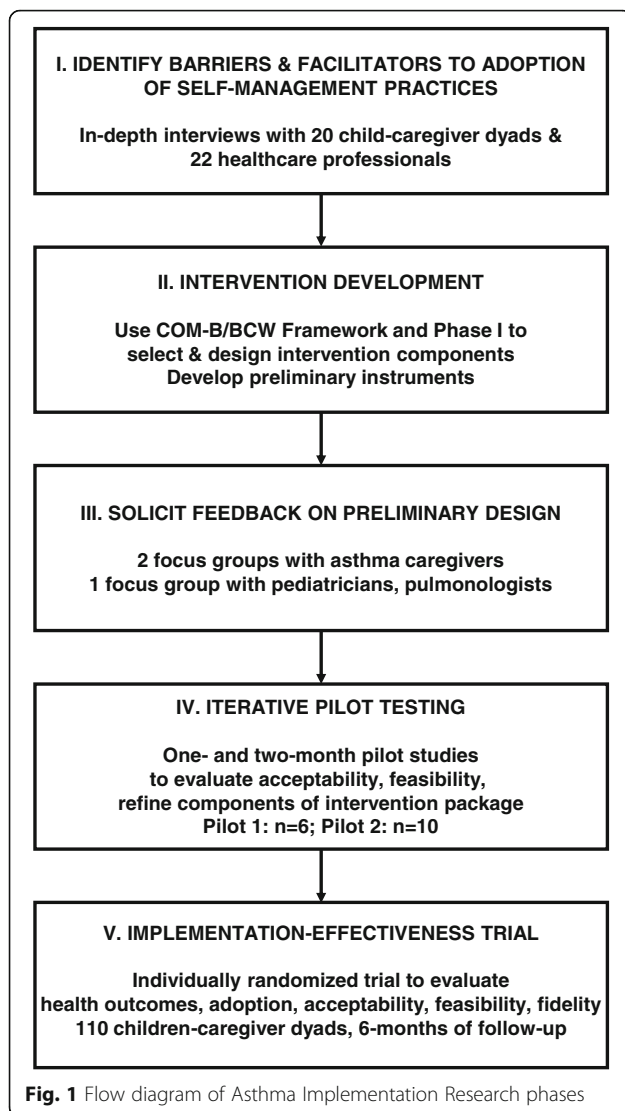 I. IDENTIFY BARRIERS & FACILITATORS TO ADOPTION
OF SELF-MANAGEMENT PRACTICES
In-depth interviews with 20 child-caregiver dyads &
22 healthcare professionals
II. INTERVENTION DEVELOPMENT
Use COM-B/BCW Framework and Phase I to
select & design intervention components
Develop preliminary instruments
III. SOLICIT FEEDBACK ON PRELIMINARY DESIGN
2 focus groups with asthma caregivers
1 focus group with pediatricians, pulmonologists
IV. ITERATIVE PILOT TESTING
One- and two-month pilot studies
to evaluate acceptability, feasibility,
refine components of intervention package
Pilot 1: n=6; Pilot 2: n=10
V. IMPLEMENTATION-EFFECTIVENESS TRIAL
Individually randomized trial to evaluate
health outcomes, adoption, acceptability, feasibility, fidelity
110 children-caregiver dyads, 6-months of follow-up
Fig. 1 Flow diagram of Asthma Implementation Research phases